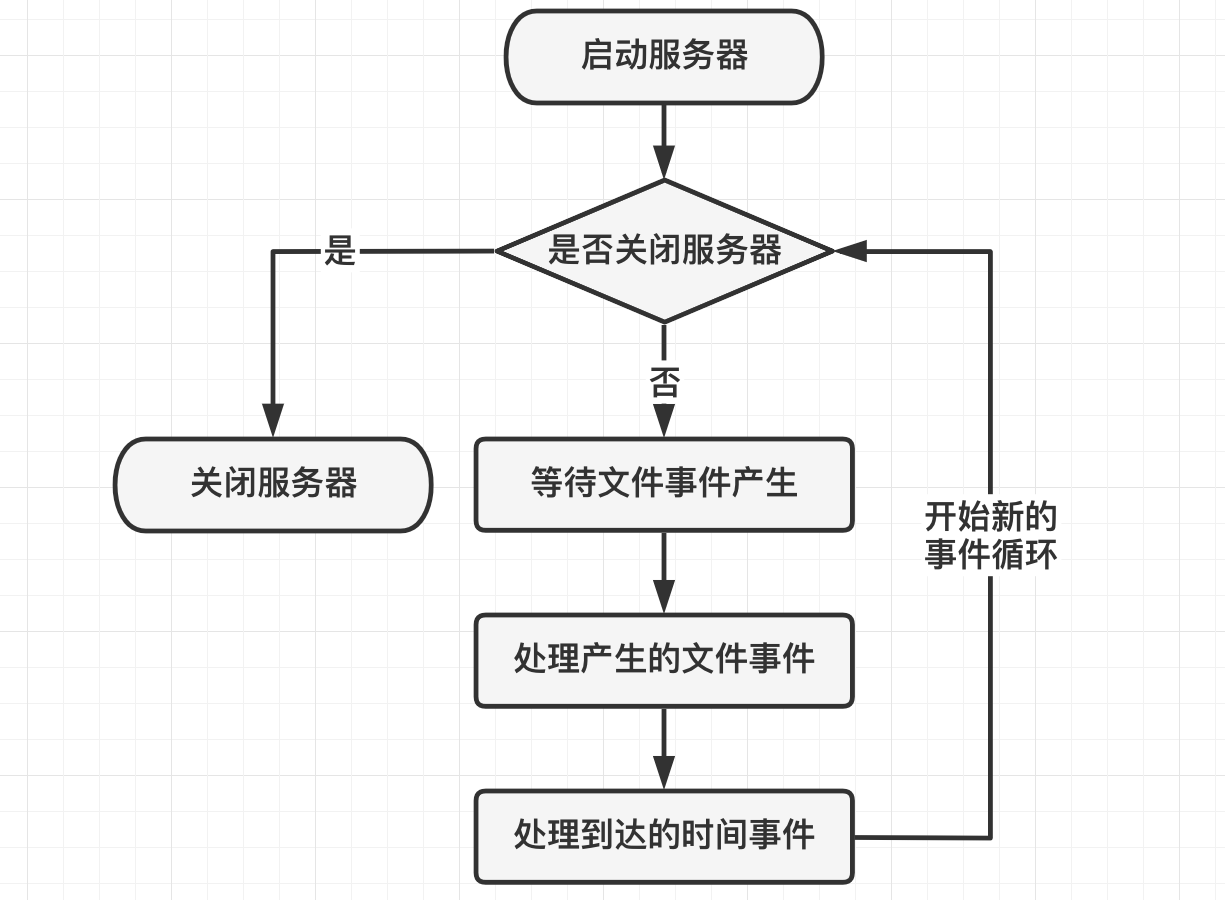 启动服务器
是否关闭服务器
是
否
关闭服务器
等待文件事件产生
开始新的
事件循环
处理产生的文件事件
处理到达的时间事件